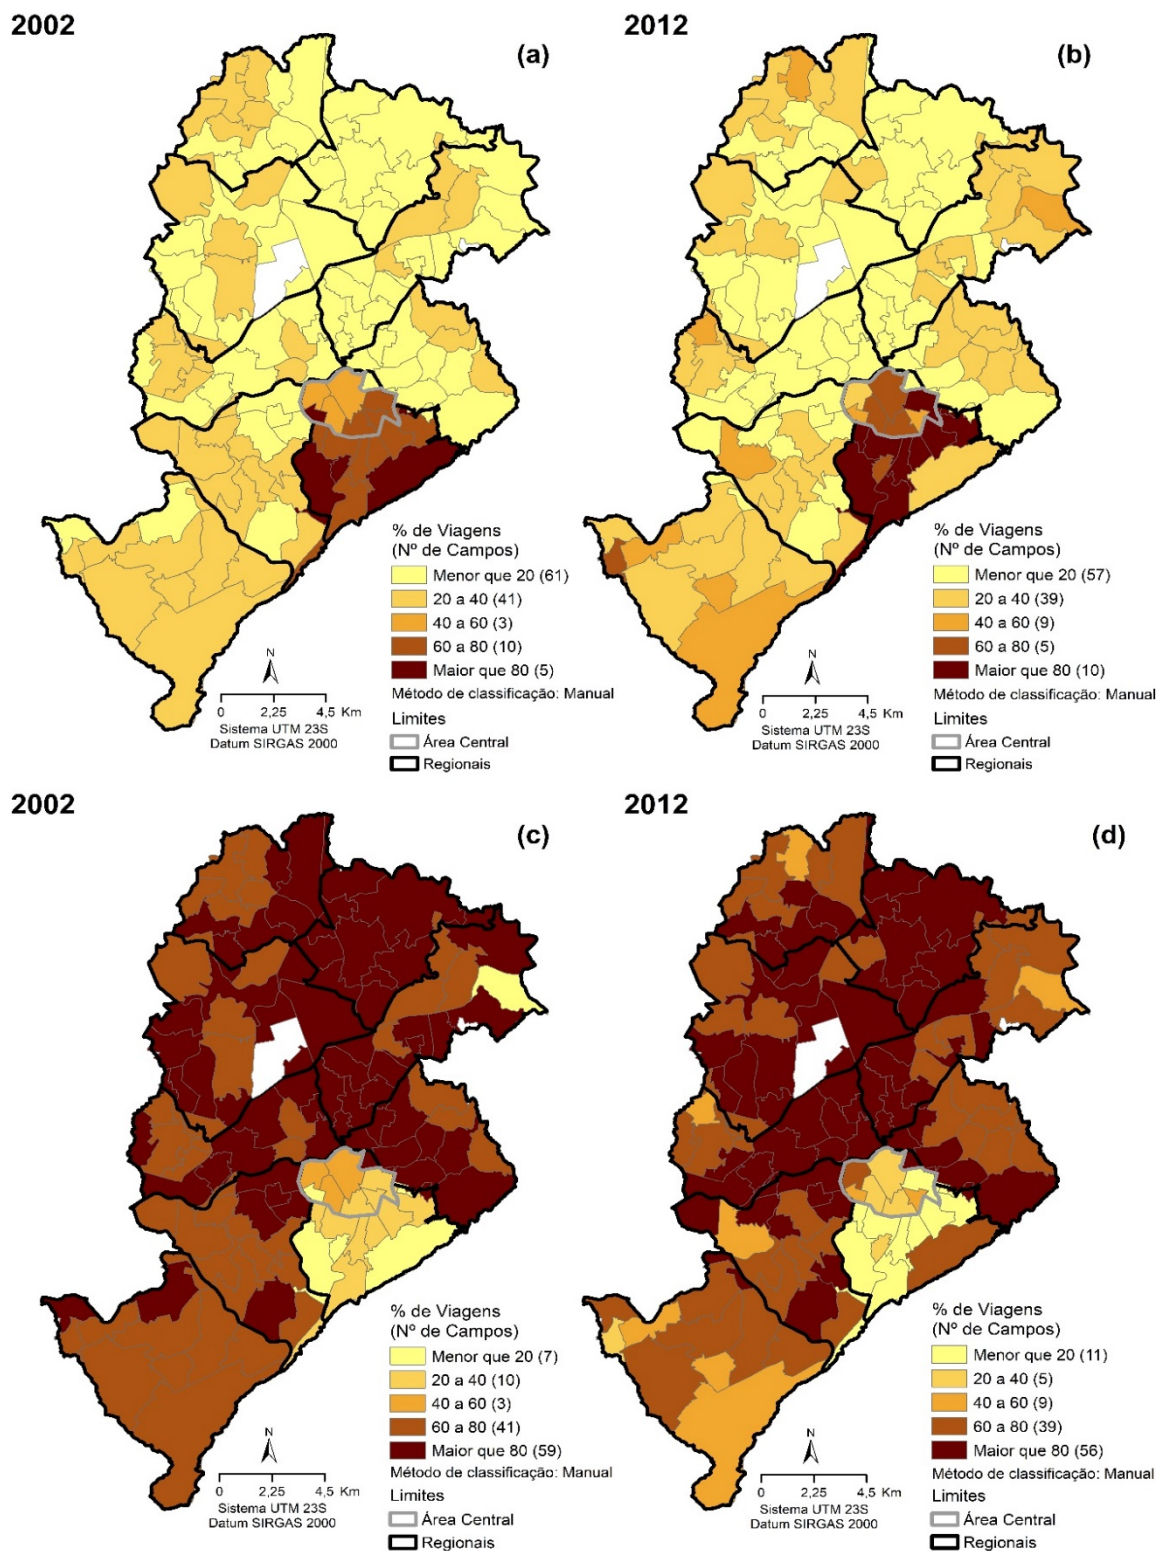 2002
(a)
% de Viagens
(Nº de Campos)
Menor que 20 (61)
20 a 40 (41)
40 a 60 (3)
60 a 80 (10)
Maior que 80 (5)
Método de classificação: Manual
Limites
Área Central
Regionais
N
0 2,25 4,5 Km
Sistema UTM 23S
Datum SIRGAS 2000
2012
(b)
% de Viagens
(Nº de Campos)
Menor que 20 (57)
20 a 40 (39)
40 a 60 (9)
60 a 80 (5)
Maior que 80 (10)
Método de classificação: Manual
Limites
Área Central
Regionais
N
0 2,25 4,5 Km
Sistema UTM 23S
Datum SIRGAS 2000
2002
(c)
% de Viagens
(Nº de Campos)
Menor que 20 (7)
20 a 40 (10)
40 a 60 (3)
60 a 80 (41)
Maior que 80 (59)
Método de classificação: Manual
Limites
Área Central
Regionais
N
0 2,25 4,5 Km
Sistema UTM 23S
Datum SIRGAS 2000
2012
(d)
% de Viagens
(Nº de Campos)
Menor que 20 (11)
20 a 40 (5)
40 a 60 (9)
60 a 80 (39)
Maior que 80 (56)
Método de classificação: Manual
Limites
Área Central
Regionais
N
0 2,25 4,5 Km
Sistema UTM 23S
Datum SIRGAS 2000